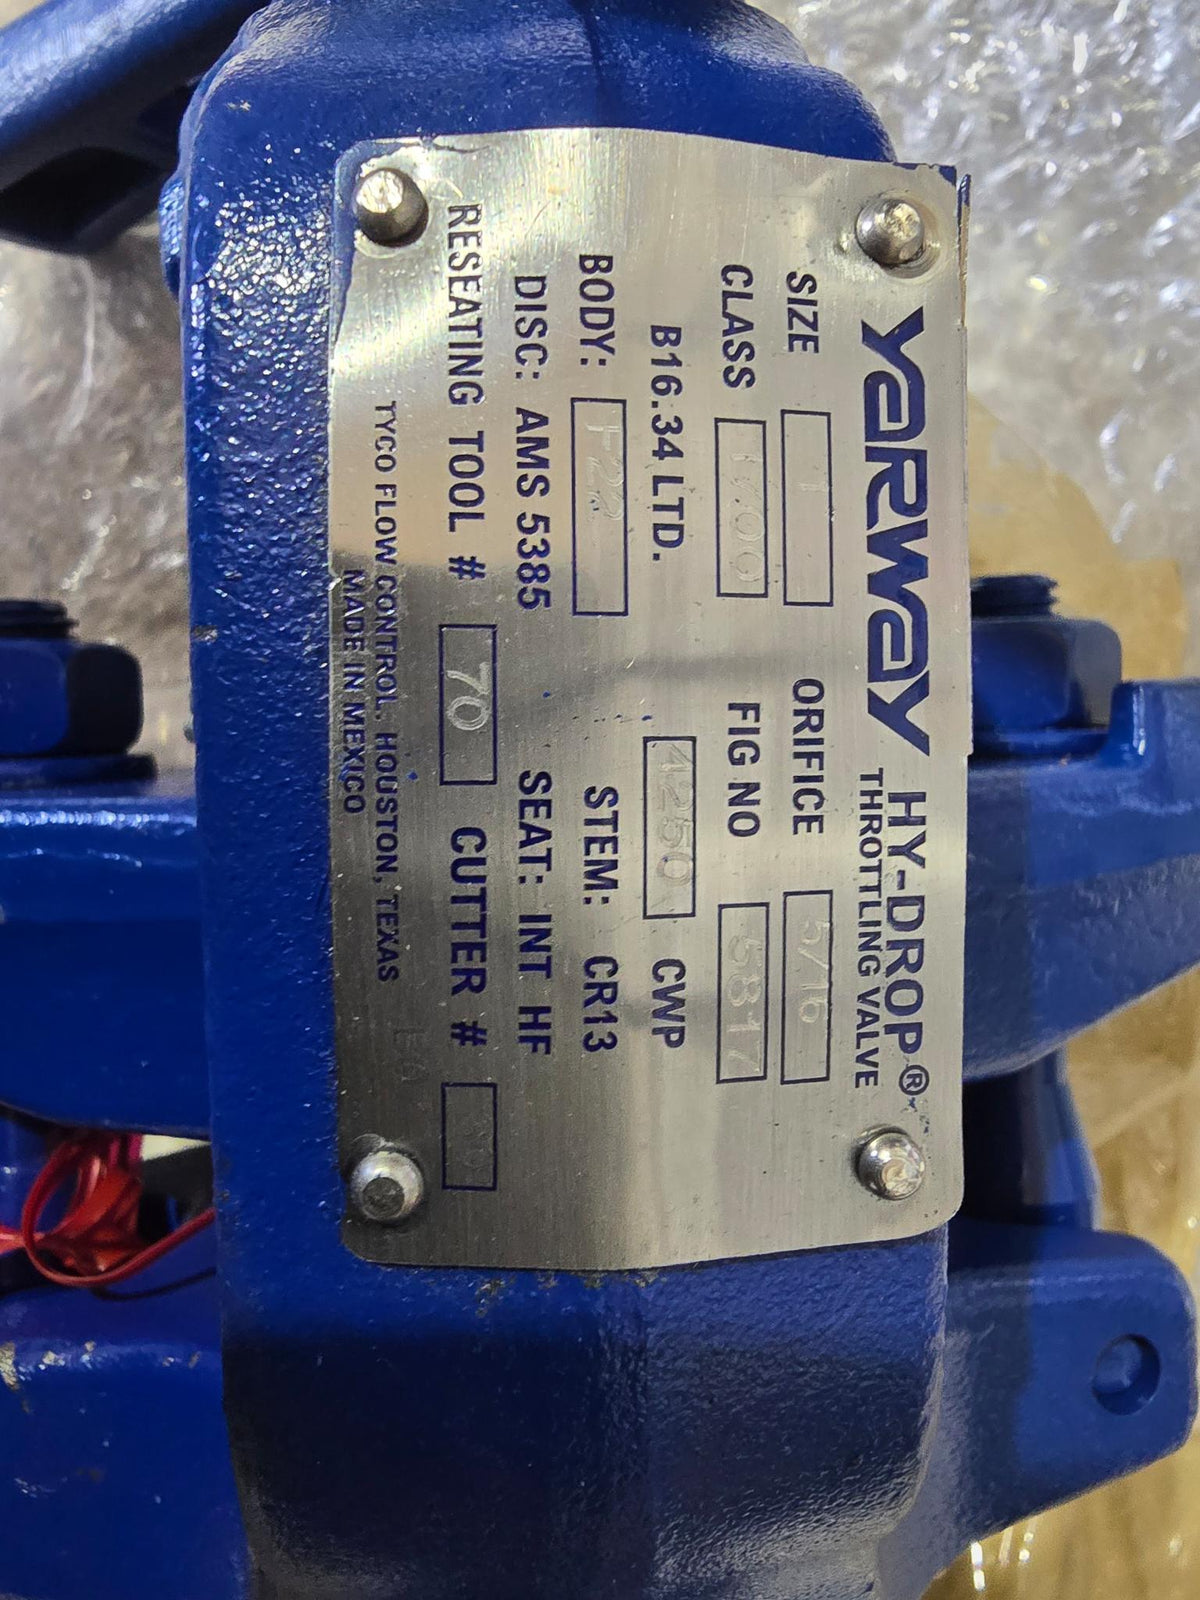 YARWAY HY-DROP®
THROTTLING VALVE
SIZE 1 ORIFICE 5/16
CLASS FIG NO 5817
B16.34 LTD. 4250 CWP
BODY: F22 STEM: CR13
DISC: AMS 5385 SEAT: INT HF
RESEATING TOOL # 70 CUTTER #
TYCO FLOW CONTROL. HOUSTON, TEXAS
MADE IN MEXICO